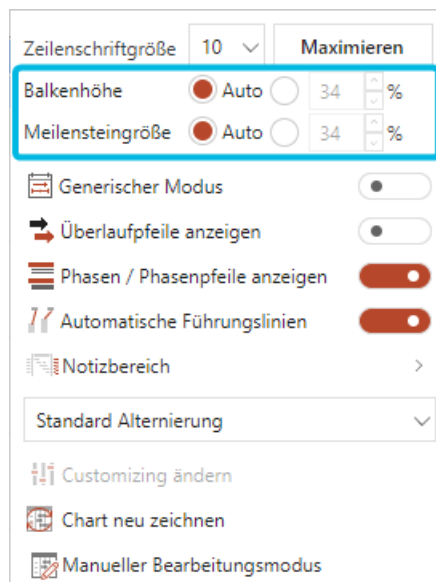 Zeilenschriftgröße 10 Maximieren
Balkenhöhe Auto 34 %
Meilensteingröße Auto 34 %
Generischer Modus
Überlaufpfeile anzeigen
Phasen / Phasenpfeile anzeigen
Automatische Führungslinien
Notizbereich
Standard Alternierung
Customizing ändern
Chart neu zeichnen
Manueller Bearbeitungsmodus